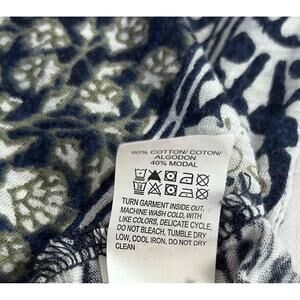 60% COTTON/ COTON/
ALGODON
40% MODAL
TURN GARMENT INSIDE OUT,
MACHINE WASH COLD, WITH
LIKE COLORS, DELICATE CYCLE,
DO NOT BLEACH, TUMBLE DRY
LOW, COOL IRON, DO NOT DRY
CLEAN